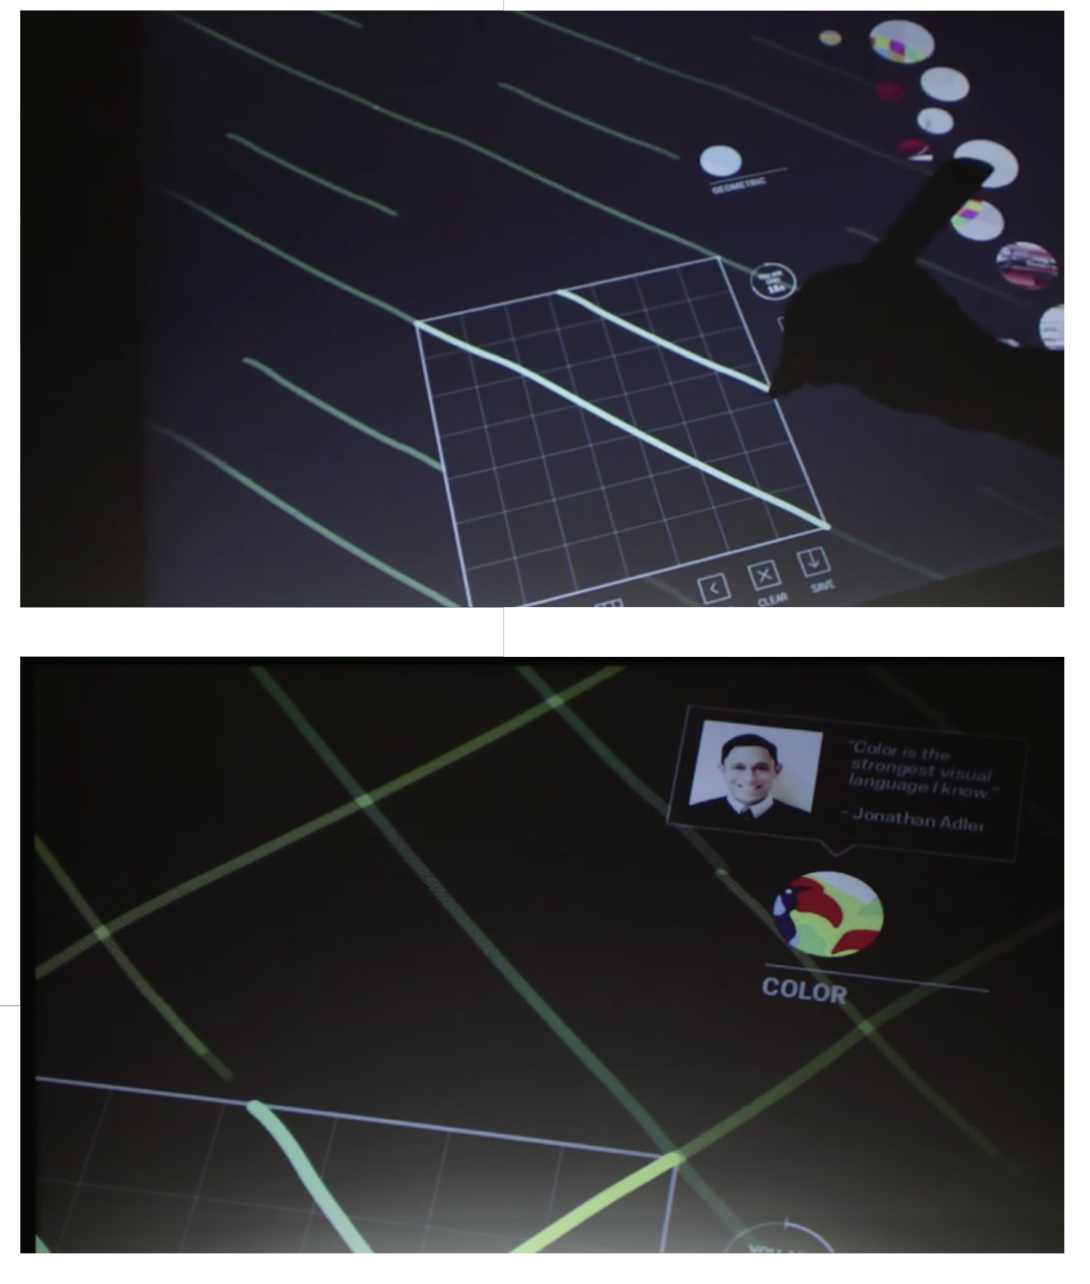 GEOMETRIC
CLEAR
SAVE
"Color is the
strongest visual
language I know."
– Jonathan Adler
COLOR